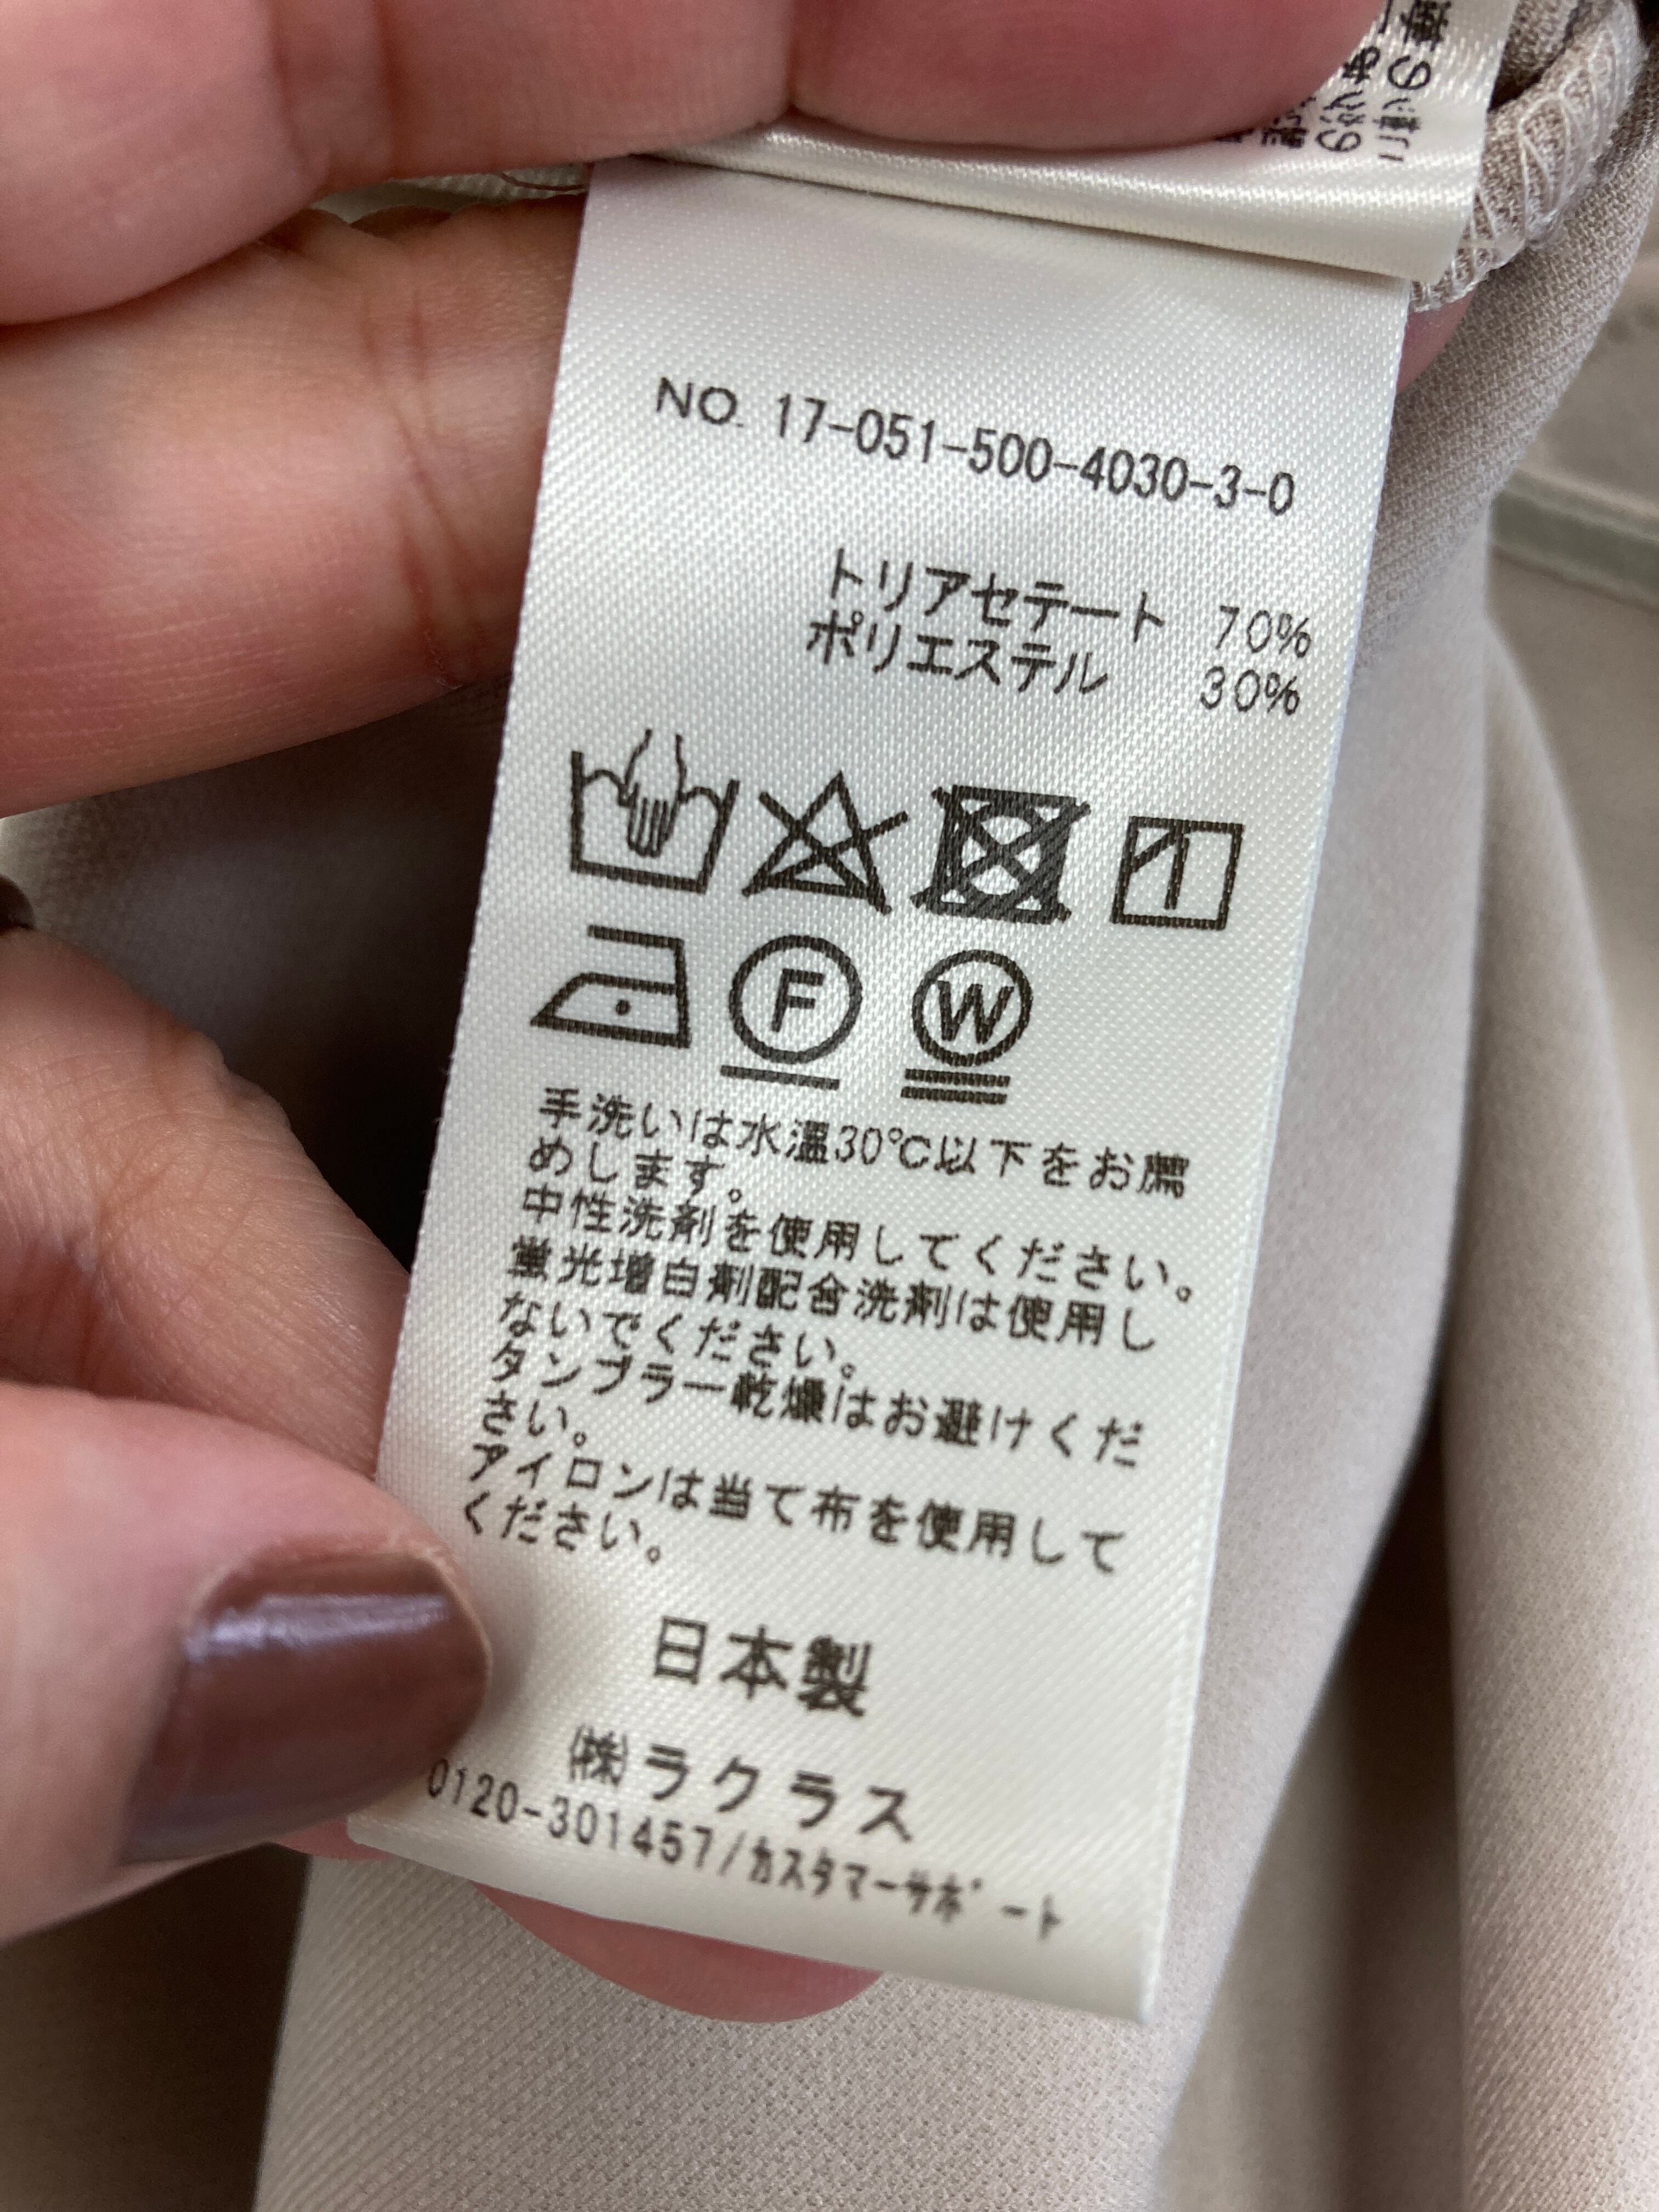 NO. 17-051-500-4030-3-0
トリアセテート 70%
ポリエステル 30%
F
W
手洗いは水温30℃以下をお薦
めします。
中性洗剤を使用してください。
蛍光増白剤配合洗剤は使用し
ないでください。
タンブラー乾燥はお避けくだ
さい。
アイロンは当て布を使用して
ください。
日本製
㈱ラクラス
0120-301457/カスタマーサポート